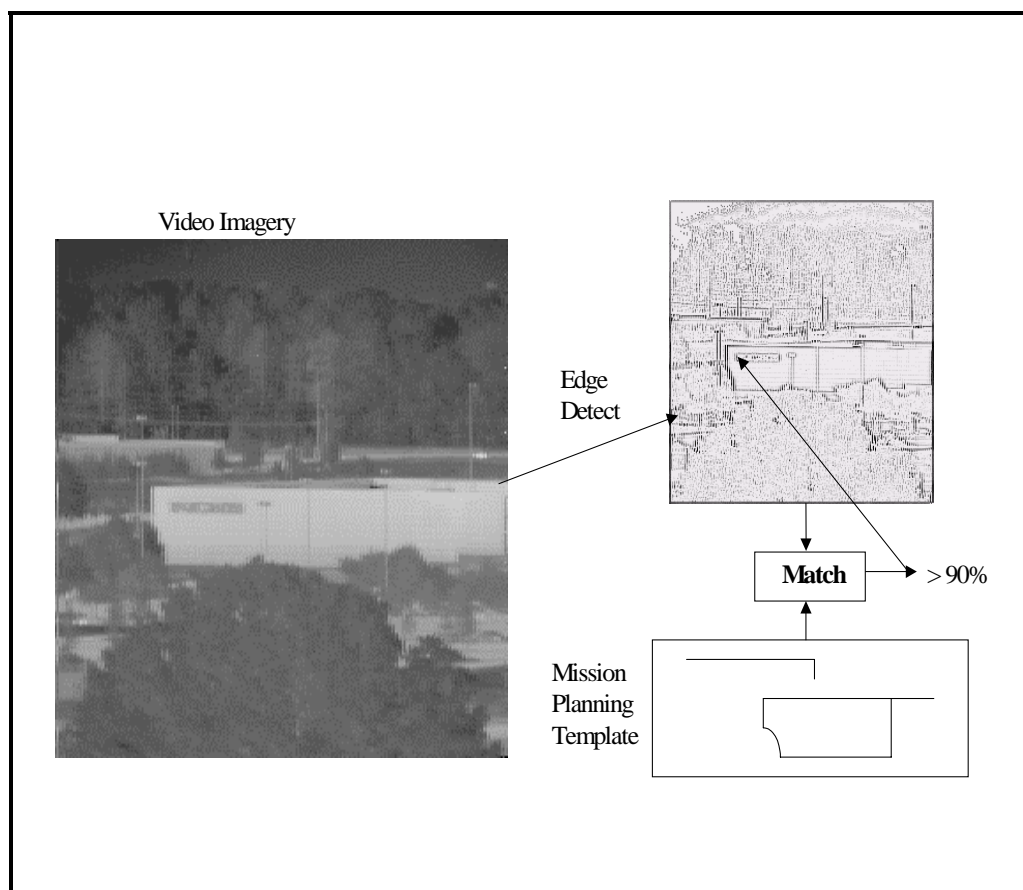 Video Imagery
Edge
Detect
Match
> 90%
Mission
Planning
Template